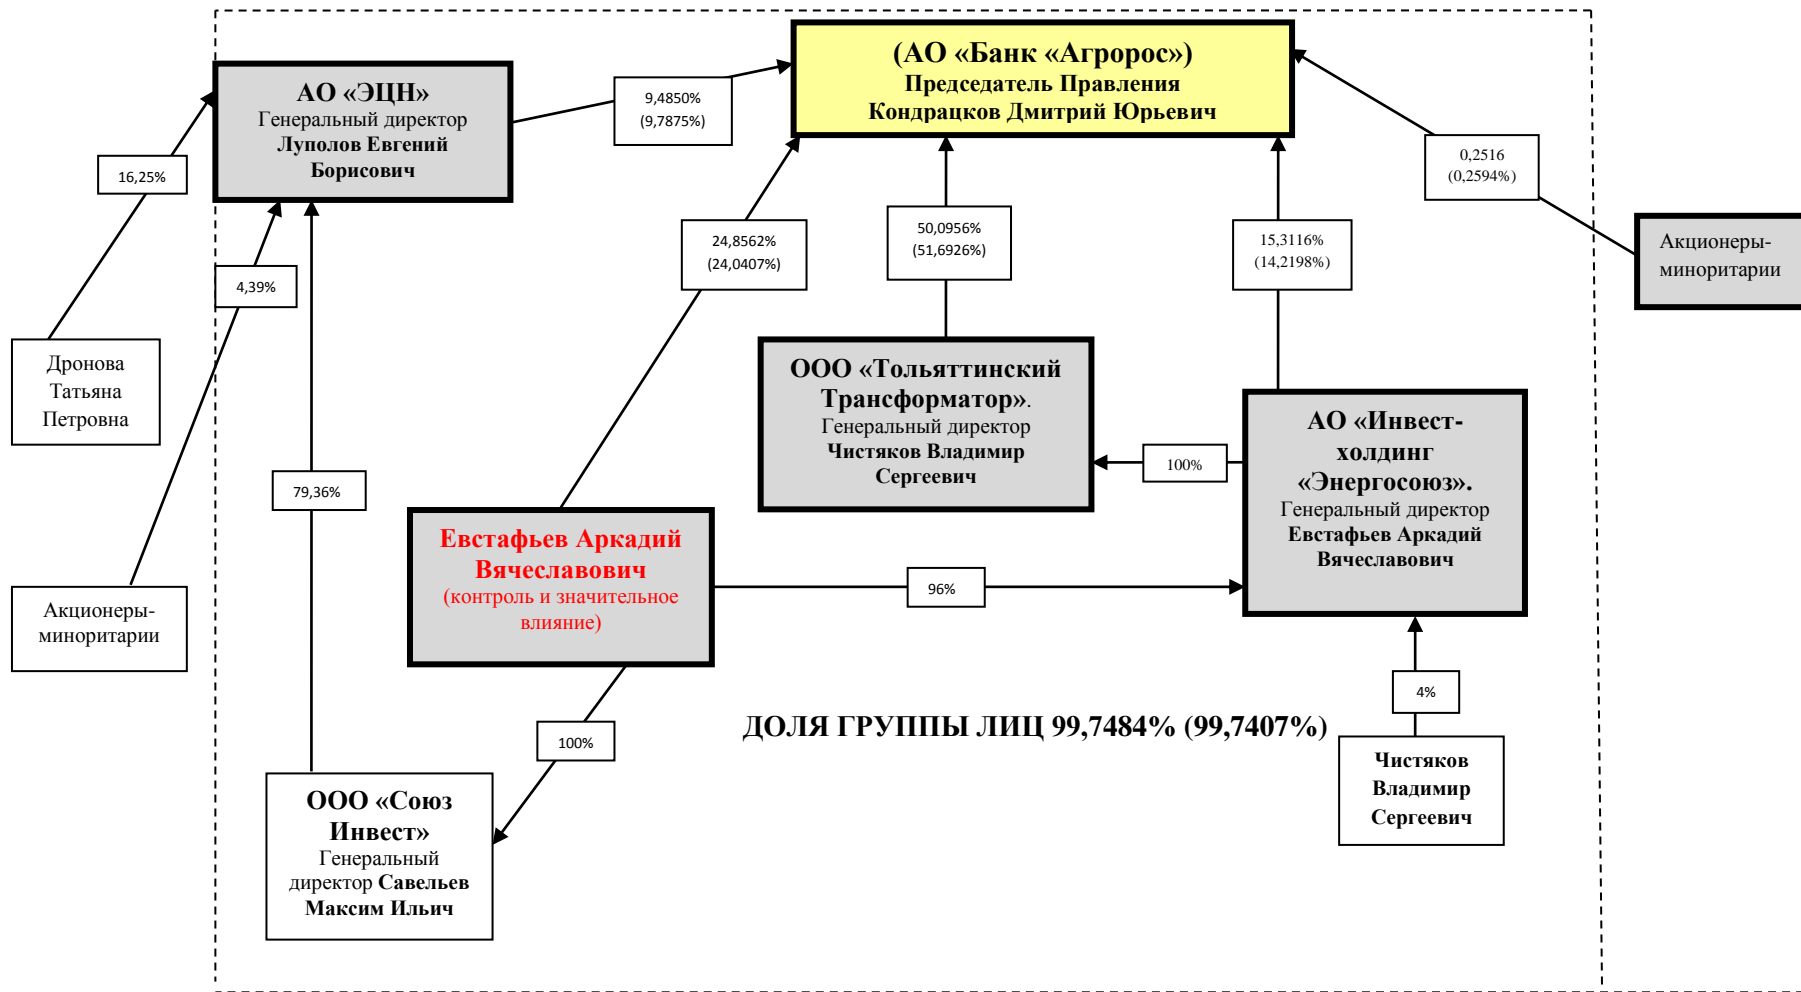 (АО «Банк «Агророс»)
Председатель Правления
Кондрацков Дмитрий Юрьевич
АО «ЭЦН»
Генеральный директор
Луполов Евгений
Борисович
9,4850%
(9,7875%)
16,25%
4,39%
24,8562%
(24,0407%)
50,0956%
(51,6926%)
15,3116%
(14,2198%)
0,2516
(0,2594%)
Акционеры-
миноритарии
Дронова
Татьяна
Петровна
ООО «Тольяттинский
Трансформатор».
Генеральный директор
Чистяков Владимир
Сергеевич
100%
АО «Инвест-
холдинг
«Энергосоюз».
Генеральный директор
Евстафьев Аркадий
Вячеславович
79,36%
Евстафьев Аркадий
Вячеславович
(контроль и значительное
влияние)
96%
Акционеры-
миноритарии
4%
100%
ДОЛЯ ГРУППЫ ЛИЦ 99,7484% (99,7407%)
Чистяков
Владимир
Сергеевич
ООО «Союз
Инвест»
Генеральный
директор Савельев
Максим Ильич